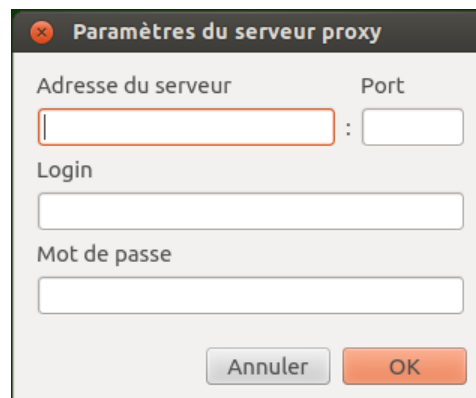 Paramètres du serveur proxy
Adresse du serveur Port
:
Login
Mot de passe
Annuler OK